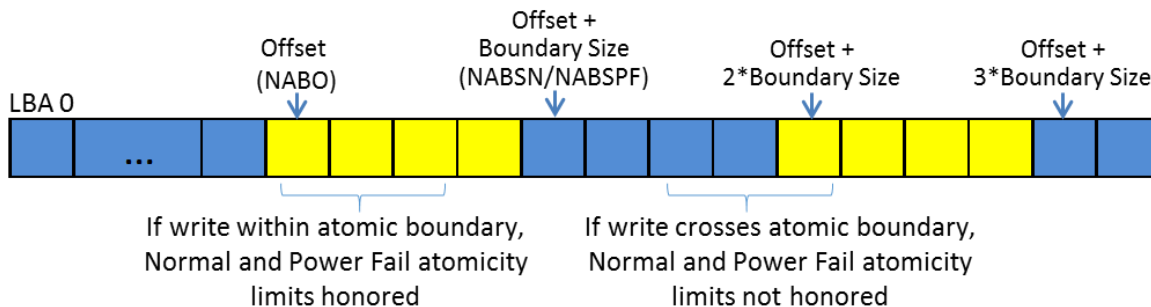 Offset
(NABO)
Offset +
Boundary Size
(NABSN/NABSPF)
Offset +
2*Boundary Size
Offset +
3*Boundary Size
LBA 0
...
If write within atomic boundary,
Normal and Power Fail atomicity
limits honored
If write crosses atomic boundary,
Normal and Power Fail atomicity
limits not honored